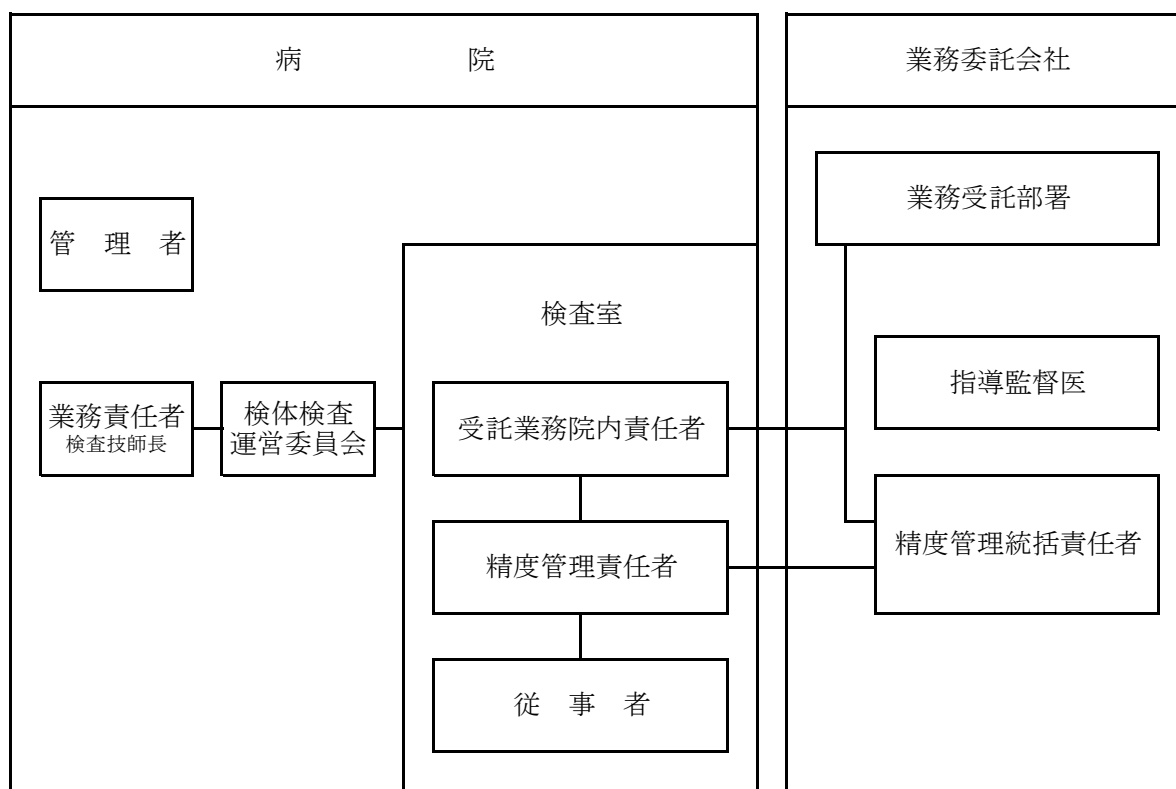 病　　　院
業務委託会社
業務受託部署
管　理　者
検査室
指導監督医
業務責任者
検査技師長
検体検査
運営委員会
受託業務院内責任者
精度管理責任者
精度管理統括責任者
従　事　者